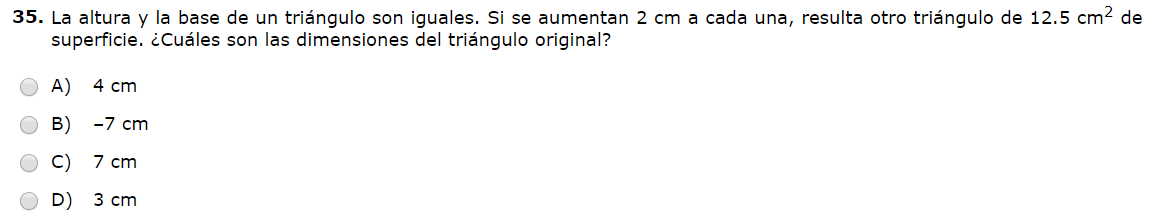 35. La altura y la base de un triángulo son iguales. Si se aumentan 2 cm a cada una, resulta otro triángulo de 12.5 cm² de
superficie. ¿Cuáles son las dimensiones del triángulo original?
A) 4 cm
B) –7 cm
C) 7 cm
D) 3 cm